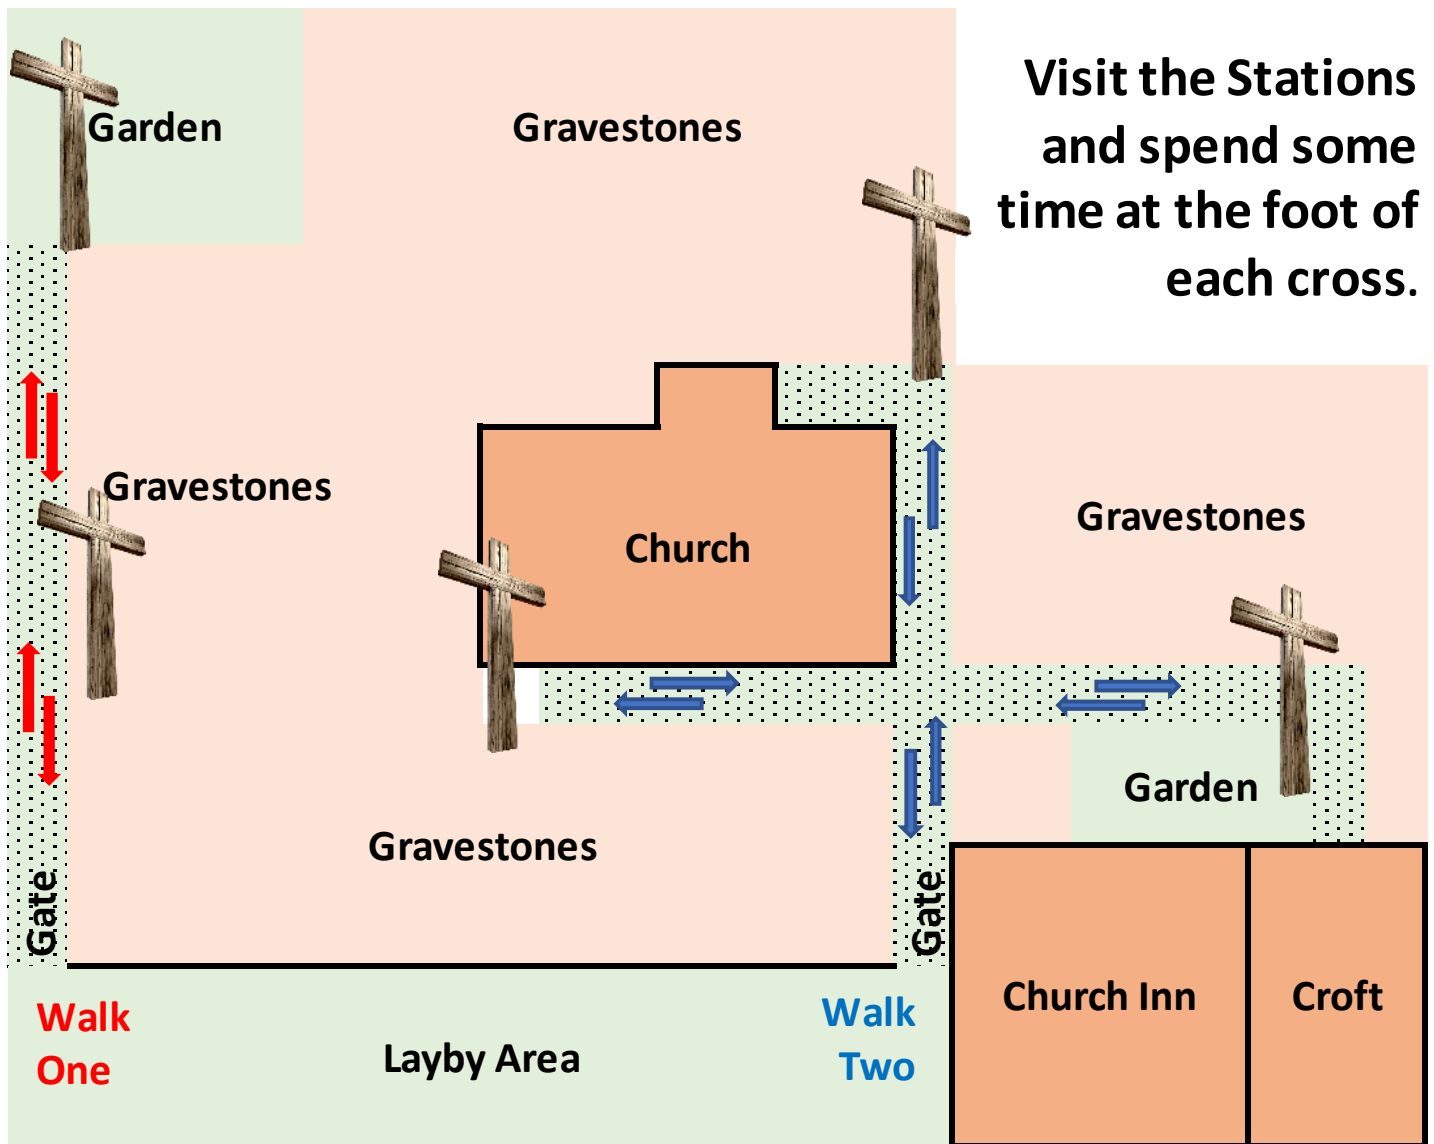 Visit the Stations
and spend some
time at the foot of
each cross.
Garden
Gravestones
Gravestones
Church
Gravestones
Garden
Gravestones
Gate
Gate
Church Inn
Croft
Walk
One
Layby Area
Walk
Two